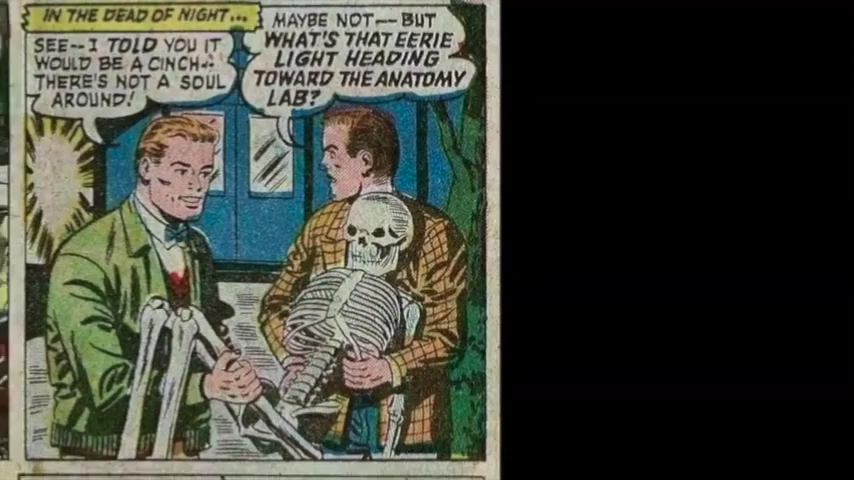 IN THE DEAD OF NIGHT...
SEE--I TOLD YOU IT
WOULD BE A CINCH--
THERE'S NOT A SOUL
AROUND!
MAYBE NOT--BUT
WHAT'S THAT EERIE
LIGHT HEADING
TOWARD THE ANATOMY
LAB?